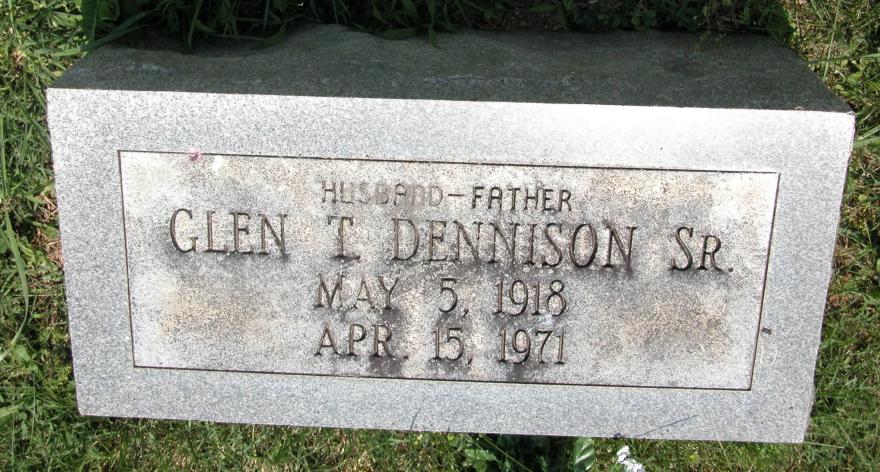 HUSBAND-FATHER
GLEN T. DENNISON SR.
MAY 5, 1918
APR. 15, 1971